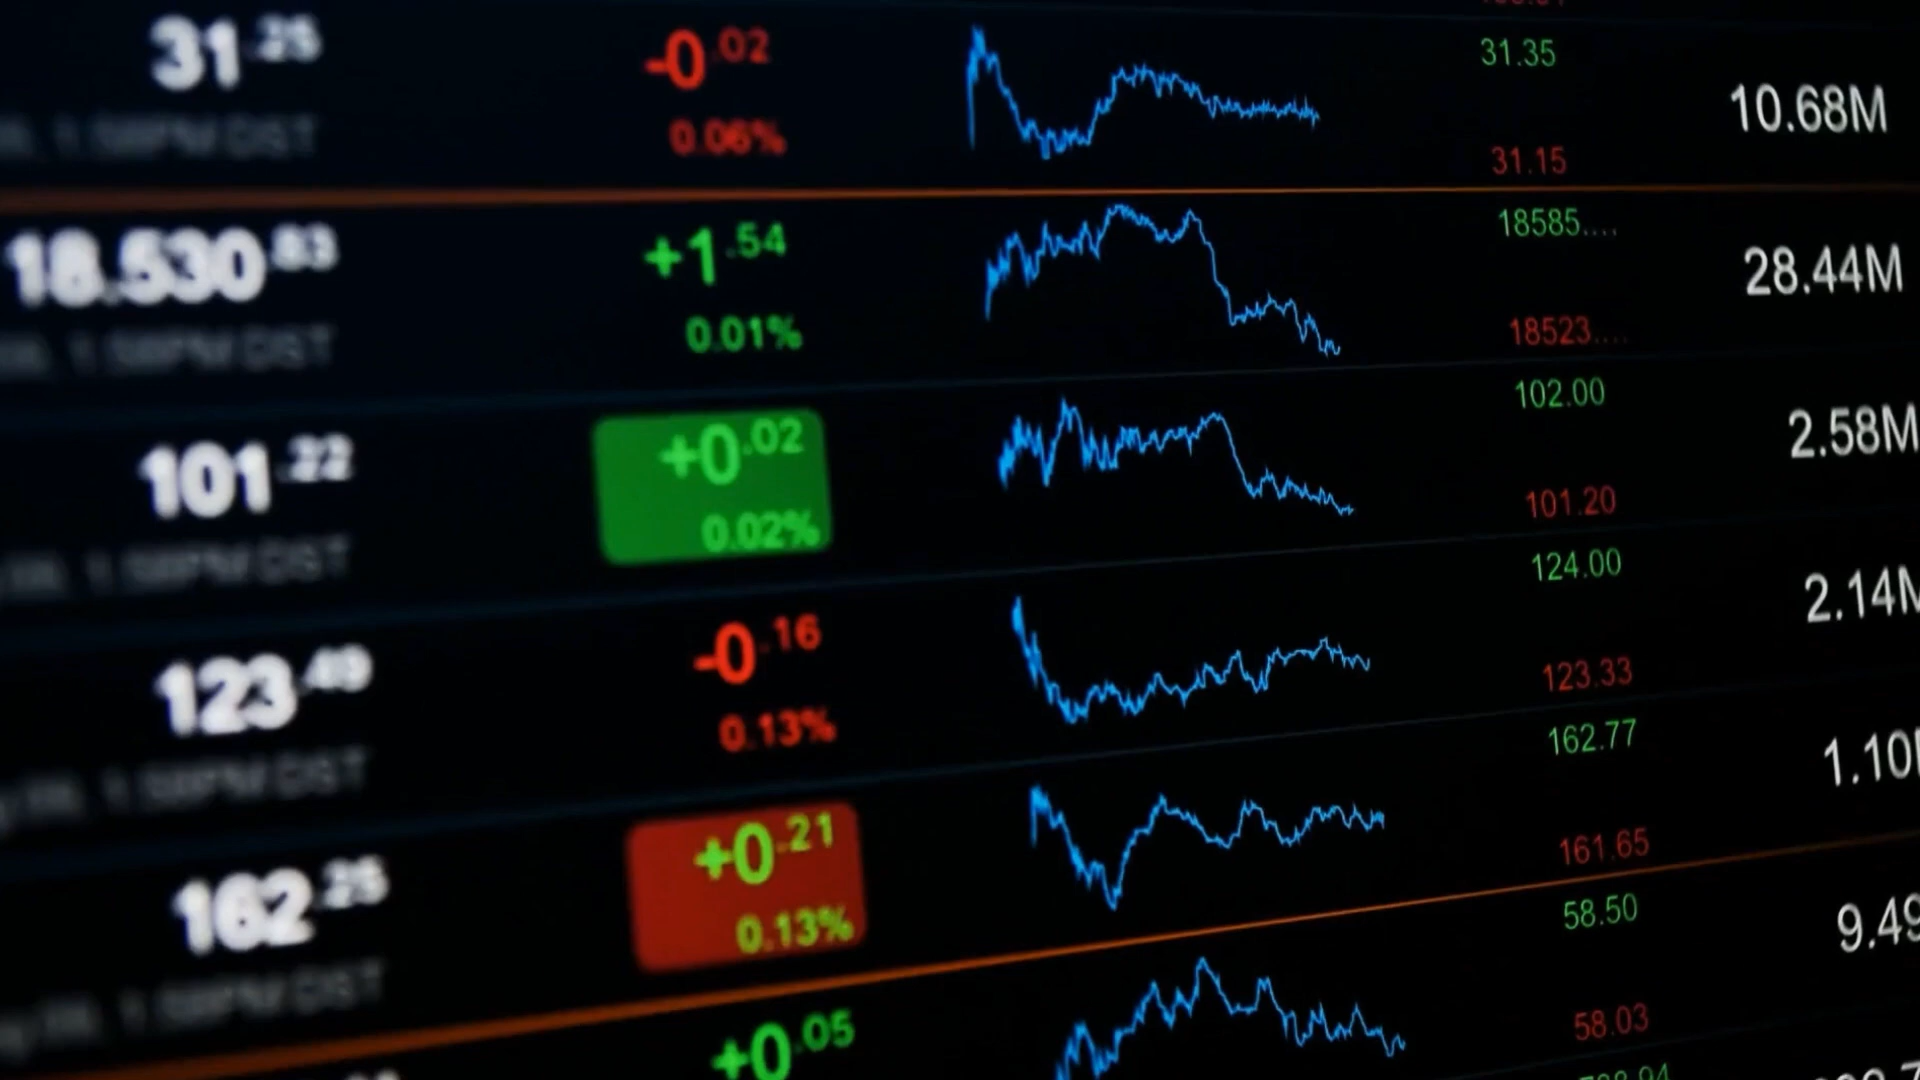 31.25 -0.02 31.35 10.68M
0.06% 31.15
18.530.83 +1.54 18585.... 28.44M
0.01% 18523....
101.22 +0.02 102.00 2.58M
0.02% 101.20
123.49 -0.16 124.00 2.14M
0.13% 123.33
162.25 +0.21 162.77 1.10
0.13% 161.65
+0.05 58.50 9.49
58.03